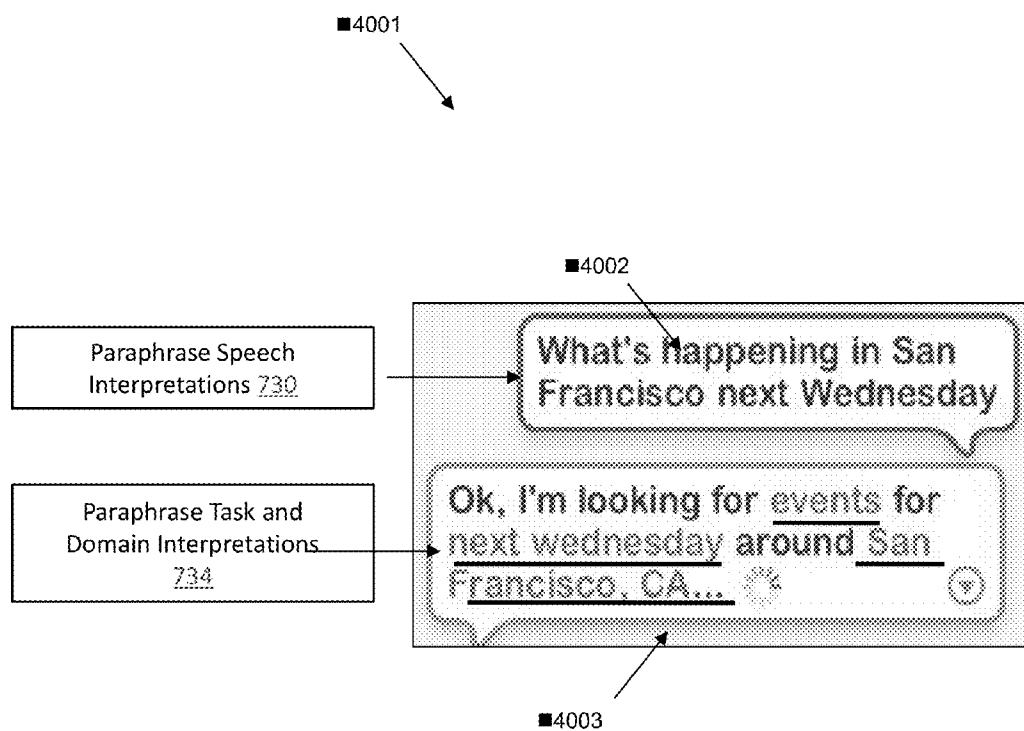 ■4001
■4002
Paraphrase Speech
Interpretations 730
What's happening in San
Francisco next Wednesday
Paraphrase Task and
Domain Interpretations
734
Ok, I'm looking for events for
next wednesday around San
Francisco, CA...
■4003